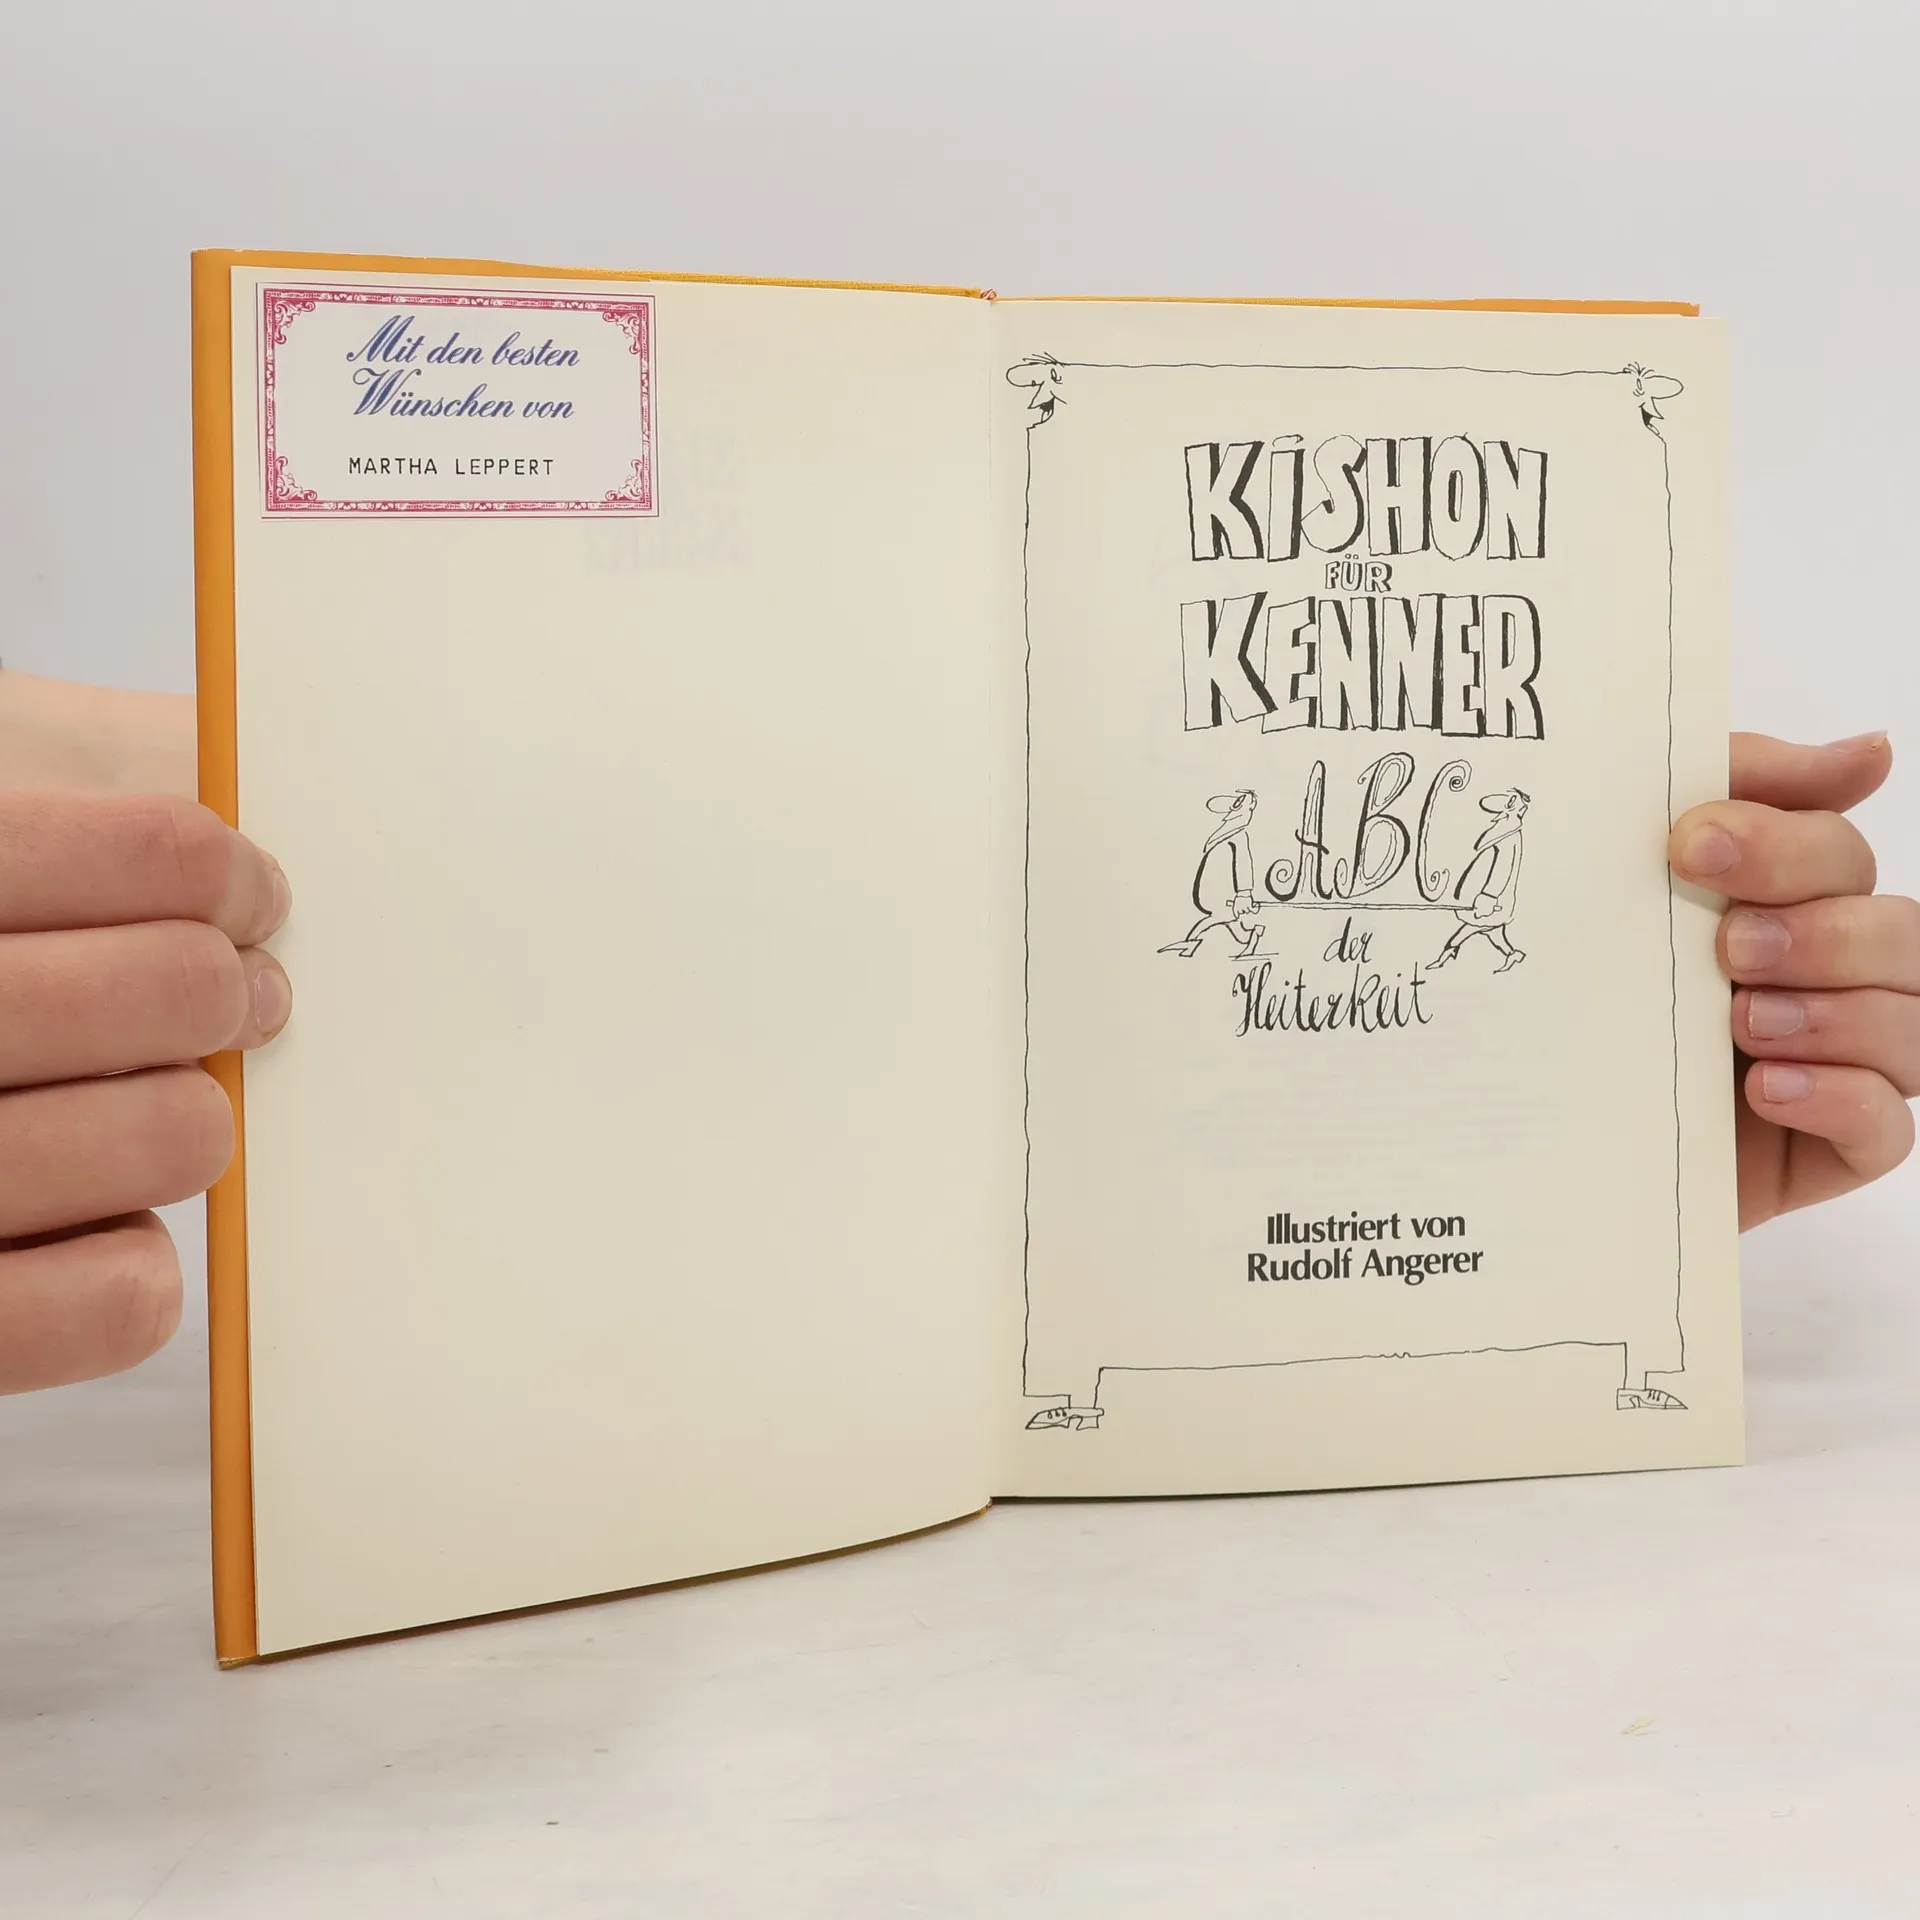 Mit den besten
Wünschen von
MARTHA LEPPERT
KiSHON
FÜR
KENNER
ABC
der
Heiterkeit
Illustriert von
Rudolf Angerer